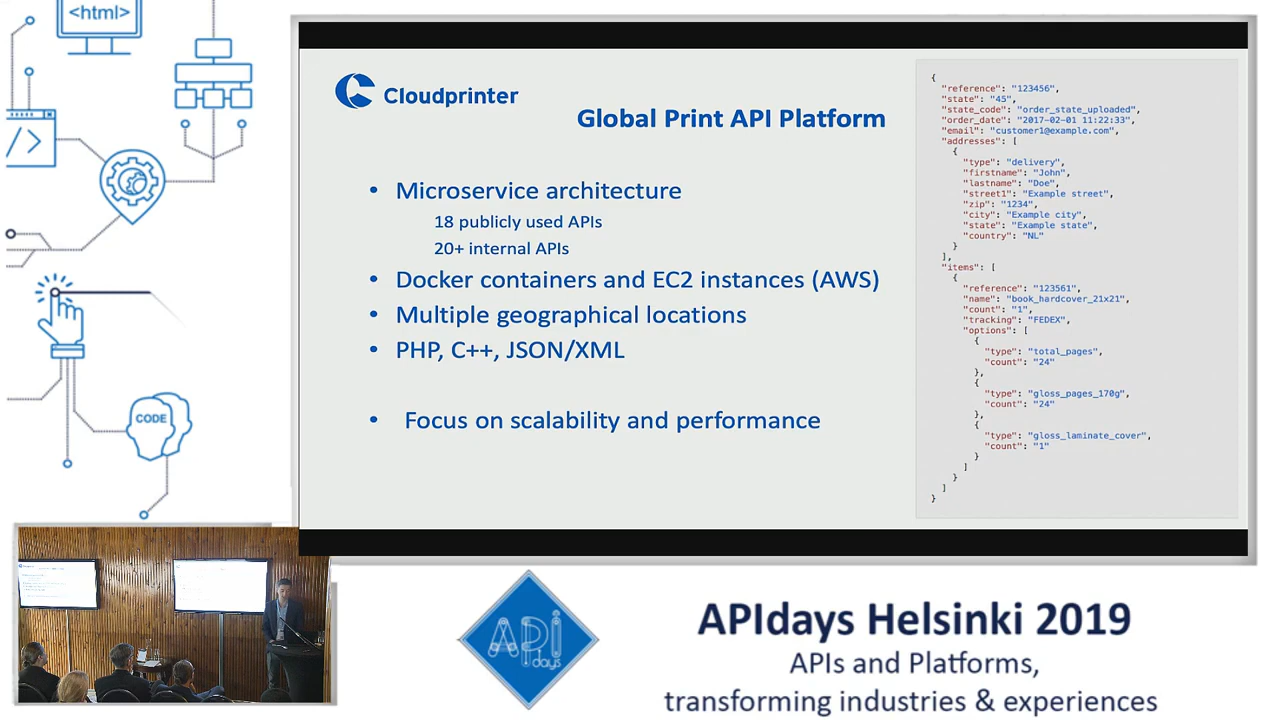 <html>
</>
CODE
Cloudprinter
Global Print API Platform
• Microservice architecture
18 publicly used APIs
20+ internal APIs
• Docker containers and EC2 instances (AWS)
• Multiple geographical locations
• PHP, C++, JSON/XML
• Focus on scalability and performance
{
"reference": "123456",
"state": "45",
"state_code": "order_state_uploaded",
"order_date": "2017-02-01 11:22:33",
"email": "customer1@example.com",
"addresses": [
{
"type": "delivery",
"firstname": "John",
"lastname": "Doe",
"street1": "Example street",
"zip": "1234",
"city": "Example city",
"state": "Example state",
"country": "NL"
}
],
"items": [
{
"reference": "123561",
"name": "book_hardcover_21x21",
"count": "1",
"tracking": "FEDEX",
"options": [
{
"type": "total_pages",
"count": "24"
},
{
"type": "gloss_pages_170g",
"count": "24"
},
{
"type": "gloss_laminate_cover",
"count": "1"
}
]
}
]
}
API
days
APIdays Helsinki 2019
APIs and Platforms,
transforming industries & experiences